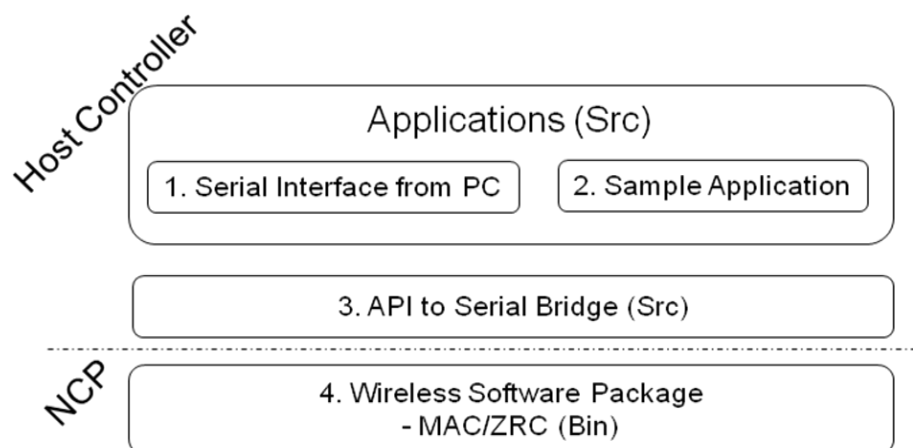 Host Controller
Applications (Src)
1. Serial Interface from PC
2. Sample Application
3. API to Serial Bridge (Src)
NCP
4. Wireless Software Package
- MAC/ZRC (Bin)